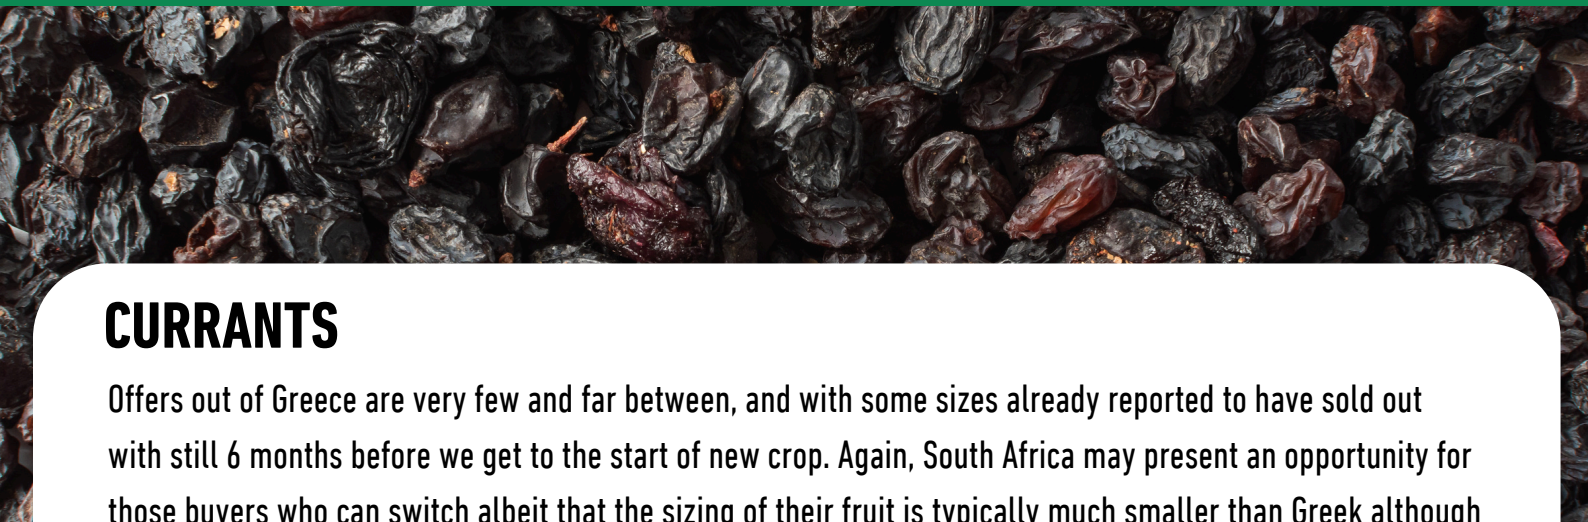 CURRANTS
Offers out of Greece are very few and far between, and with some sizes already reported to have sold out
with still 6 months before we get to the start of new crop. Again, South Africa may present an opportunity for
those buyers who can switch albeit that the sizing of their fruit is typically much smaller than Greek although